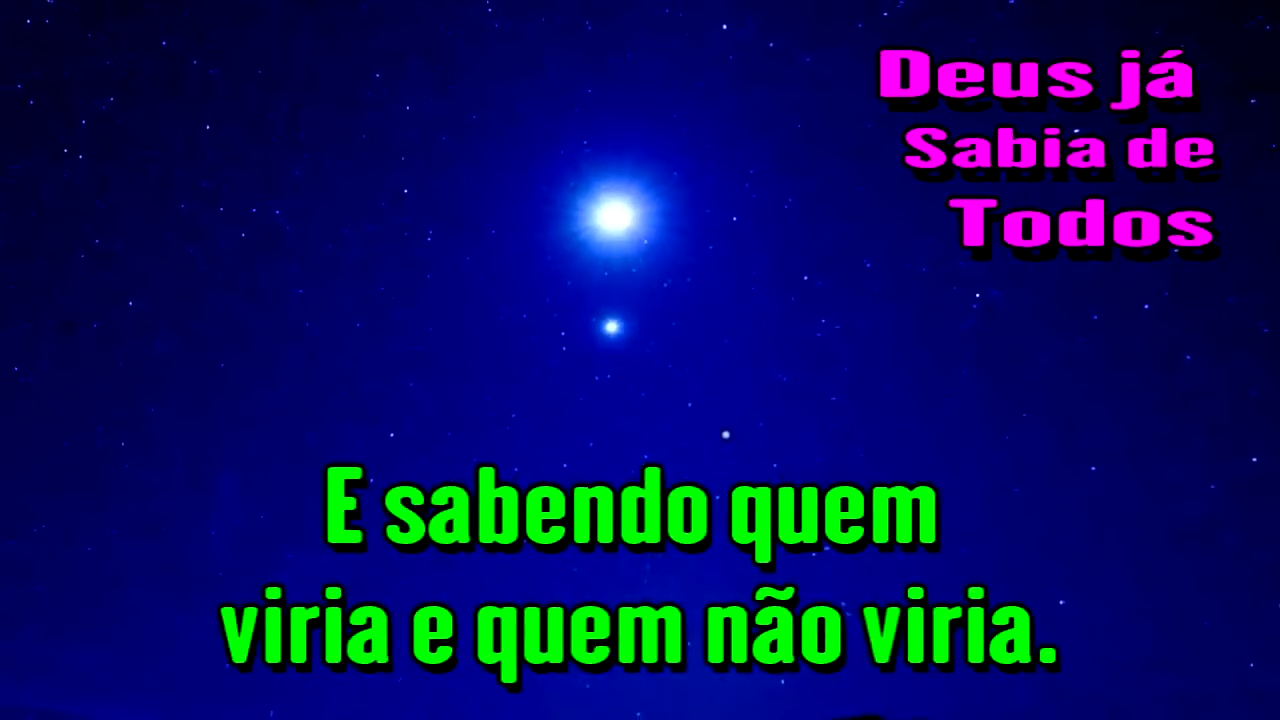 Deus já
Sabia de
Todos
E sabendo quem
viria e quem não viria.